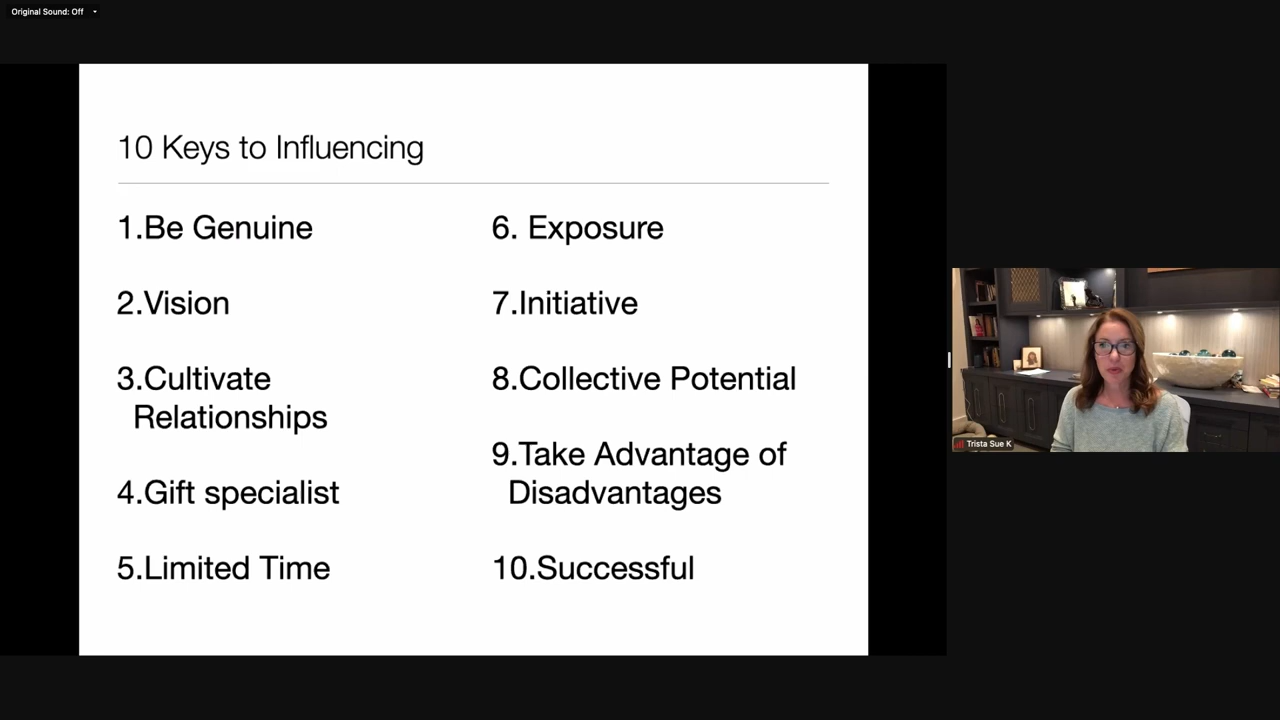 Original Sound: Off
10 Keys to Influencing
1.Be Genuine
2.Vision
3.Cultivate
Relationships
4.Gift specialist
5.Limited Time
6. Exposure
7.Initiative
8.Collective Potential
9.Take Advantage of
Disadvantages
10.Successful
Trista Sue K